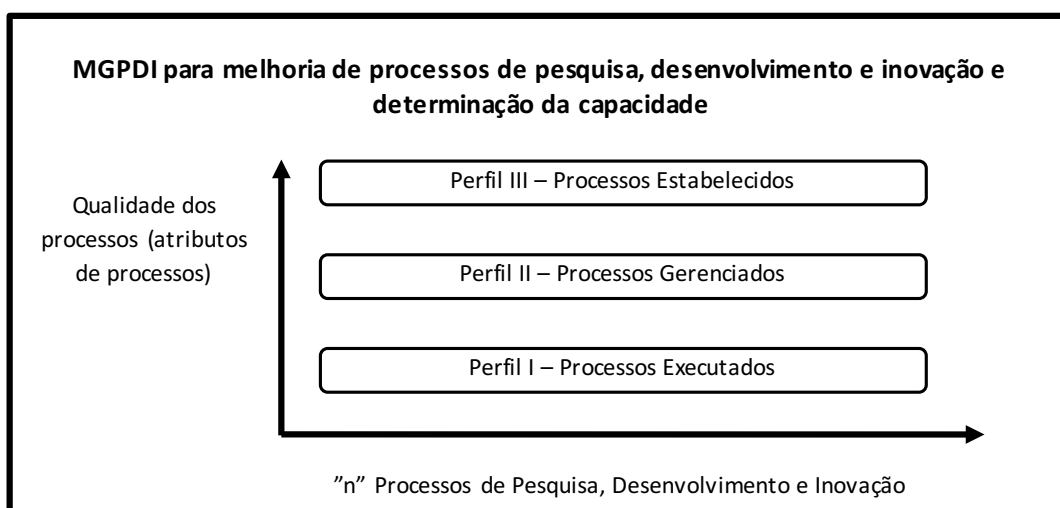 MGPDI para melhoria de processos de pesquisa, desenvolvimento e inovação e
determinação da capacidade
Perfil III – Processos Estabelecidos
Qualidade dos
processos (atributos
de processos)
Perfil II – Processos Gerenciados
Perfil I – Processos Executados
”n” Processos de Pesquisa, Desenvolvimento e Inovação